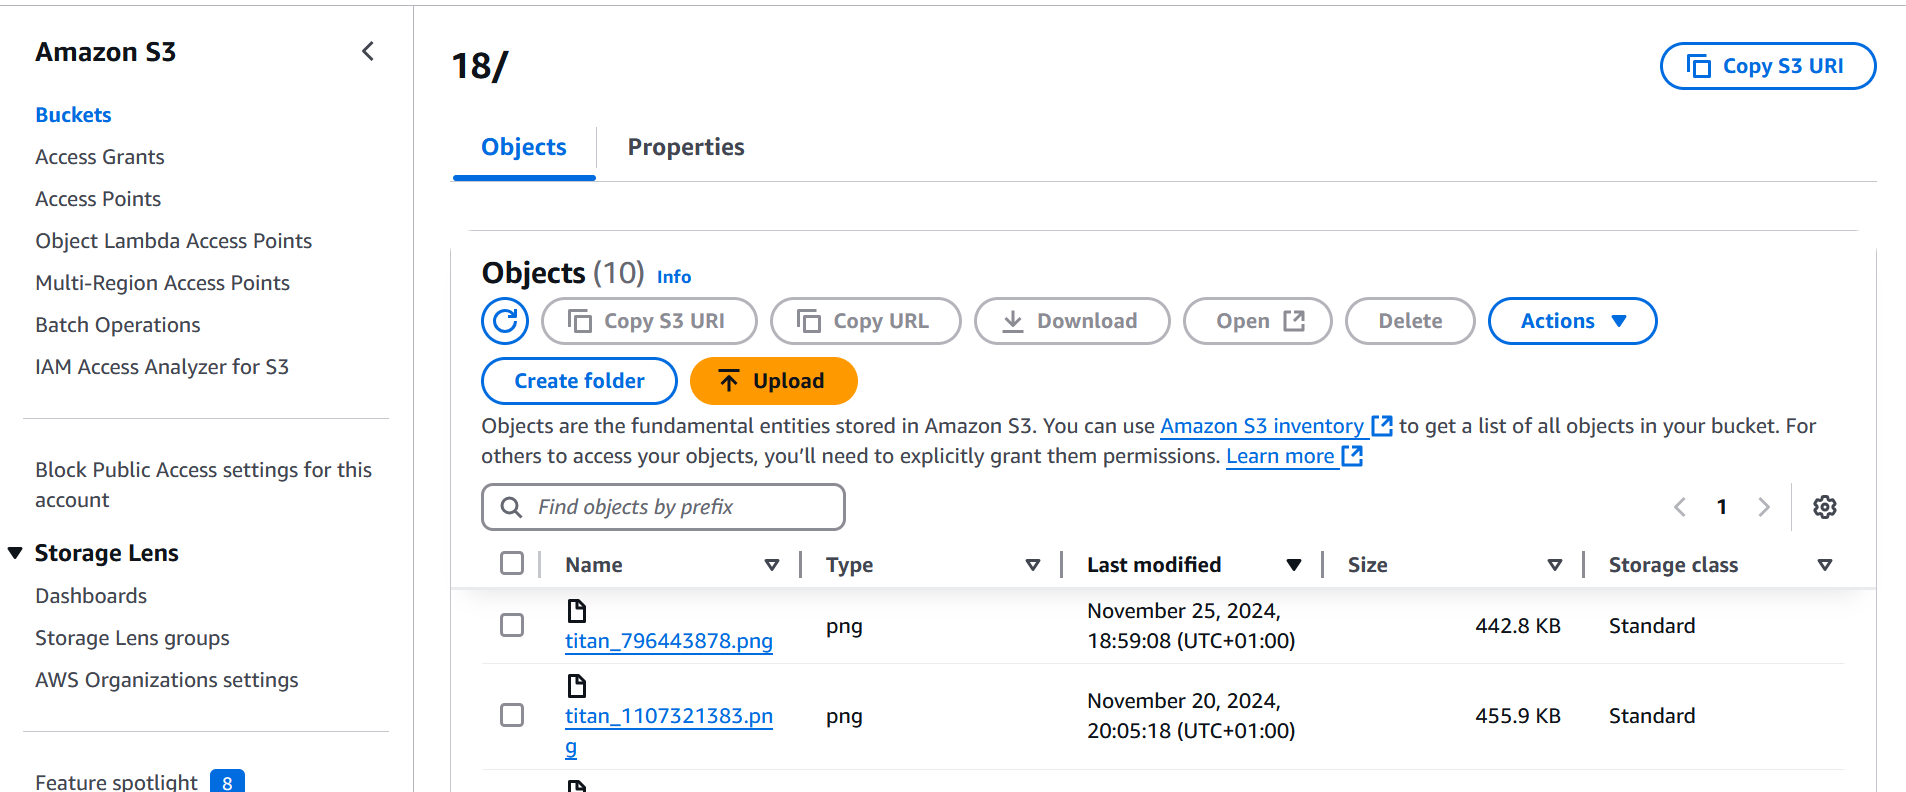 Amazon S3
Buckets
Access Grants
Access Points
Object Lambda Access Points
Multi-Region Access Points
Batch Operations
IAM Access Analyzer for S3
Block Public Access settings for this
account
Storage Lens
Dashboards
Storage Lens groups
AWS Organizations settings
Feature spotlight 8
18/
Copy S3 URI
Objects Properties
Objects (10) Info
Copy S3 URI Copy URL Download Open Delete Actions
Create folder Upload
Objects are the fundamental entities stored in Amazon S3. You can use Amazon S3 inventory to get a list of all objects in your bucket. For
others to access your objects, you’ll need to explicitly grant them permissions. Learn more
Find objects by prefix
1
Name Type Last modified Size Storage class
titan_796443878.png png November 25, 2024,
18:59:08 (UTC+01:00) 442.8 KB Standard
titan_1107321383.pn
g png November 20, 2024,
20:05:18 (UTC+01:00) 455.9 KB Standard